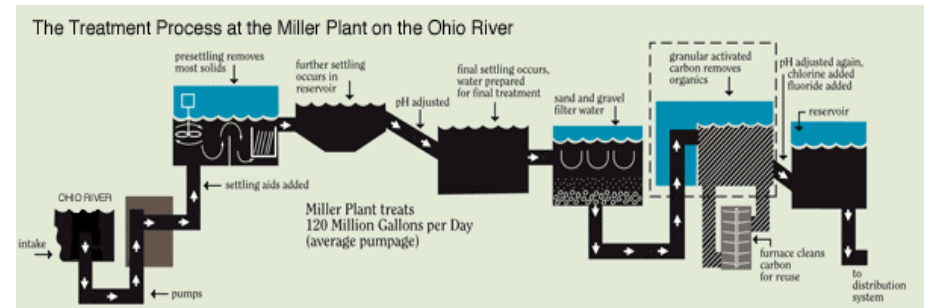 The Treatment Process at the Miller Plant on the Ohio River
presettling removes
most solids
further settling
occurs in
reservoir
pH adjusted
final settling occurs,
water prepared
for final treatment
sand and gravel
filter water
granular activated
carbon removes
organics
pH adjusted again,
chlorine added
fluoride added
reservoir
settling aids added
OHIO RIVER
intake
pumps
Miller Plant treats
120 Million Gallons per Day
(average pumpage)
furnace cleans
carbon
for reuse
to
distribution
system